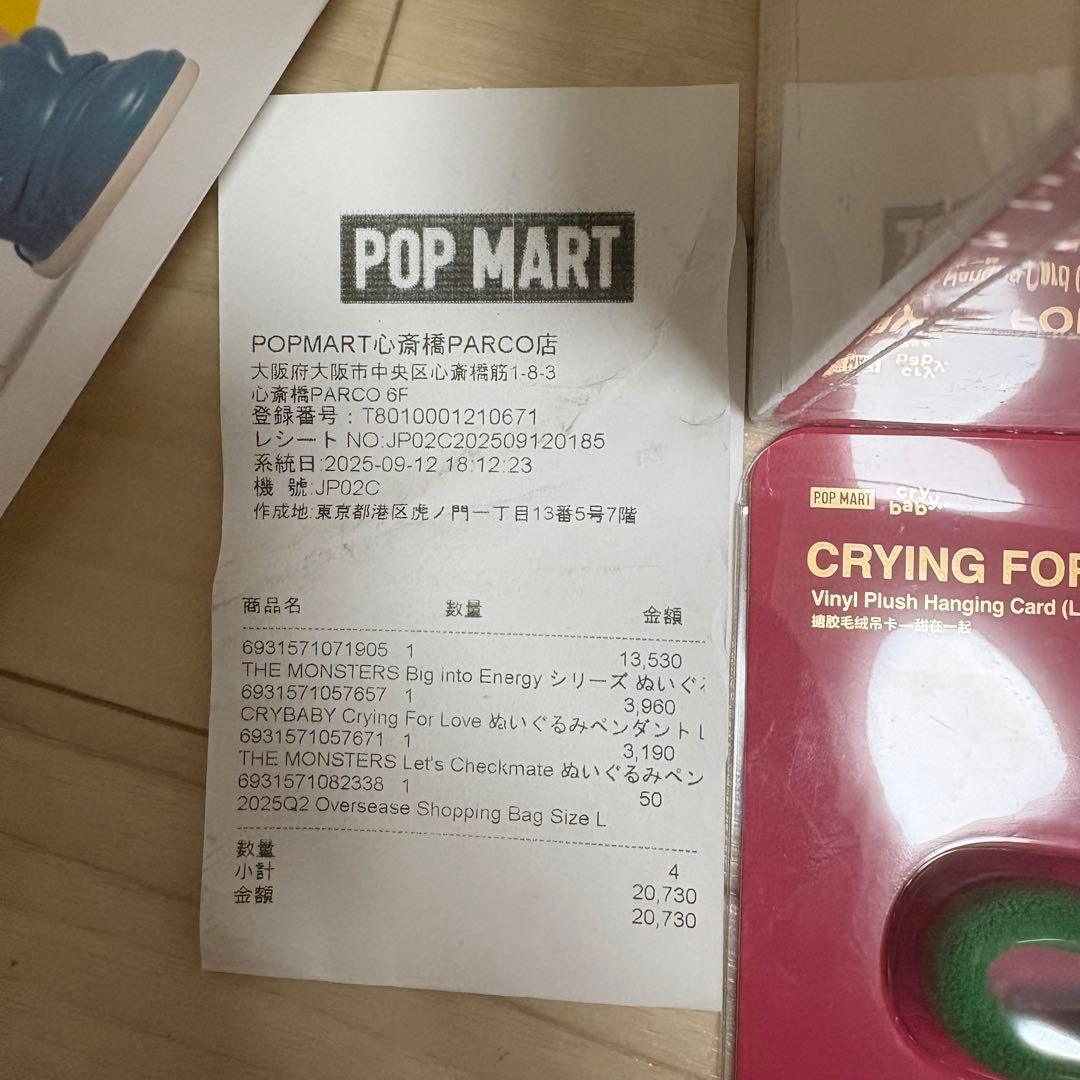 POP MART
POPMART心斎橋PARCO店
大阪府大阪市中央区心斎橋筋1-8-3
心斎橋PARCO 6F
登録番号：T8010001210671
レシート NO:JP02C202509120185
系統日:2025-09-12 18:12:23
機 號:JP02C
作成地:東京都港区虎ノ門一丁目13番5号7階
商品名 数量 金額
6931571071905 1 13,530
THE MONSTERS Big into Energy シリーズ ぬいぐ
6931571057657 1 3,960
CRYBABY Crying For Love ぬいぐるみペンダント L
6931571057671 1 3,190
THE MONSTERS Let's Checkmate ぬいぐるみペン
6931571082338 1 50
2025Q2 Oversease Shopping Bag Size L
数量 4
小計 20,730
金額 20,730
POP MART cry baby
CRYING FOR
Vinyl Plush Hanging Card (L
搪胶毛绒吊卡—甜在一起